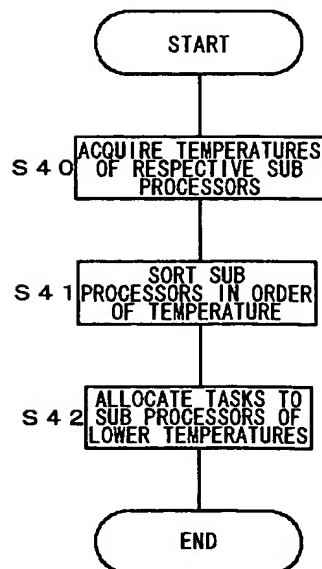 START
S40
ACQUIRE TEMPERATURES
OF RESPECTIVE SUB
PROCESSORS
S41
SORT SUB
PROCESSORS IN ORDER
OF TEMPERATURE
S42
ALLOCATE TASKS TO
SUB PROCESSORS OF
LOWER TEMPERATURES
END